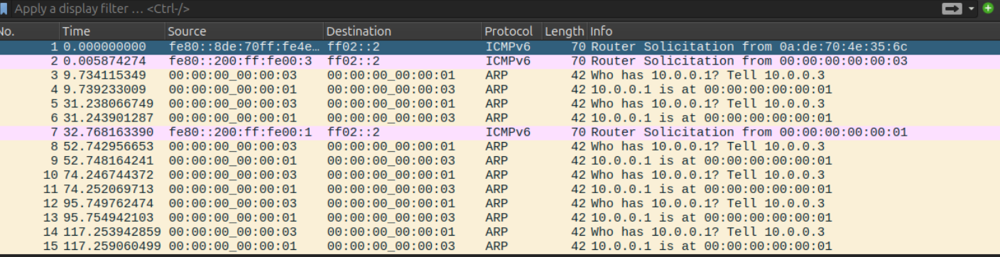 Apply a display filter … <Ctrl-/>
No. Time Source Destination Protocol Length Info
1 0.000000000 fe80::8de:70ff:fe4e… ff02::2 ICMPv6 70 Router Solicitation from 0a:de:70:4e:35:6c
2 0.005874274 fe80::200:ff:fe00:3 ff02::2 ICMPv6 70 Router Solicitation from 00:00:00:00:00:03
3 9.734115349 00:00:00_00:00:03 00:00:00_00:00:01 ARP 42 Who has 10.0.0.1? Tell 10.0.0.3
4 9.739233009 00:00:00_00:00:01 00:00:00_00:00:03 ARP 42 10.0.0.1 is at 00:00:00:00:00:01
5 31.238066749 00:00:00_00:00:03 00:00:00_00:00:01 ARP 42 Who has 10.0.0.1? Tell 10.0.0.3
6 31.243901287 00:00:00_00:00:01 00:00:00_00:00:03 ARP 42 10.0.0.1 is at 00:00:00:00:00:01
7 32.768163390 fe80::200:ff:fe00:1 ff02::2 ICMPv6 70 Router Solicitation from 00:00:00:00:00:01
8 52.742956653 00:00:00_00:00:03 00:00:00_00:00:01 ARP 42 Who has 10.0.0.1? Tell 10.0.0.3
9 52.748164241 00:00:00_00:00:01 00:00:00_00:00:03 ARP 42 10.0.0.1 is at 00:00:00:00:00:01
10 74.246744372 00:00:00_00:00:03 00:00:00_00:00:01 ARP 42 Who has 10.0.0.1? Tell 10.0.0.3
11 74.252069713 00:00:00_00:00:01 00:00:00_00:00:03 ARP 42 10.0.0.1 is at 00:00:00:00:00:01
12 95.749762474 00:00:00_00:00:03 00:00:00_00:00:01 ARP 42 Who has 10.0.0.1? Tell 10.0.0.3
13 95.754942103 00:00:00_00:00:01 00:00:00_00:00:03 ARP 42 10.0.0.1 is at 00:00:00:00:00:01
14 117.253942859 00:00:00_00:00:03 00:00:00_00:00:01 ARP 42 Who has 10.0.0.1? Tell 10.0.0.3
15 117.259060499 00:00:00_00:00:01 00:00:00_00:00:03 ARP 42 10.0.0.1 is at 00:00:00:00:00:01